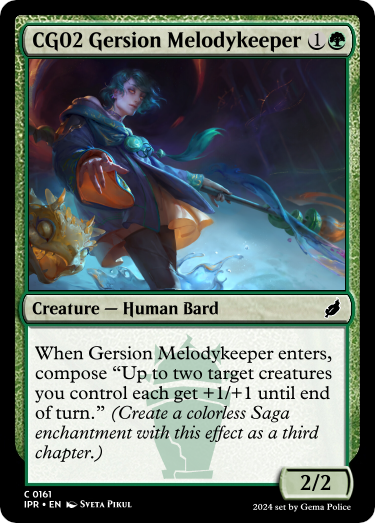 CG02 Gersion Melodykeeper 1
Creature — Human Bard
When Gersion Melodykeeper enters,
compose “Up to two target creatures
you control each get +1/+1 until end
of turn.” (Create a colorless Saga
enchantment with this effect as a third
chapter.)
2/2
C 0161
IPR • EN Sveta Pikul
2024 set by Gema Police